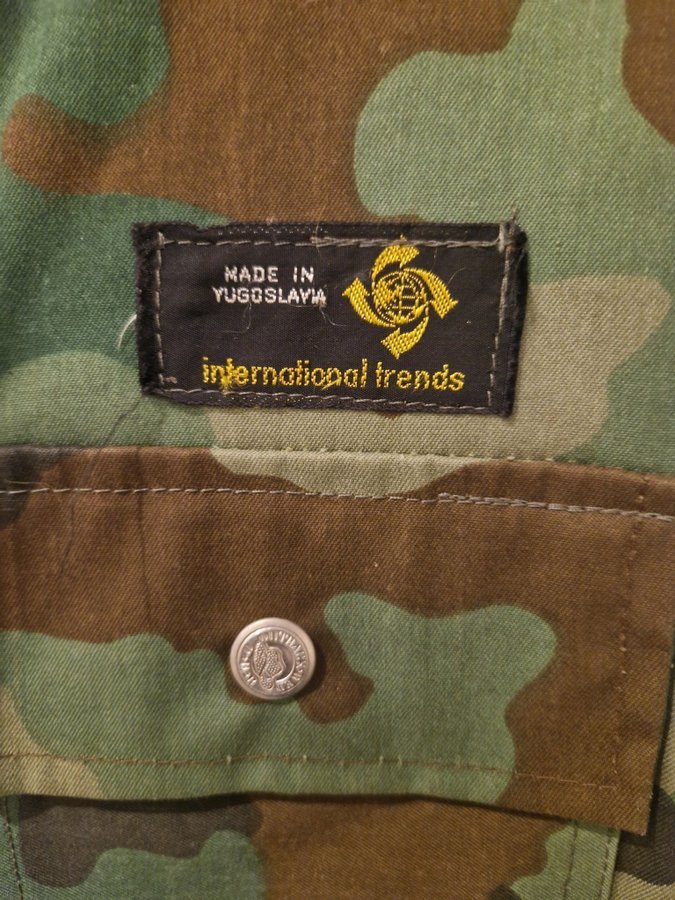 MADE IN
YUGOSLAVIA
international trends